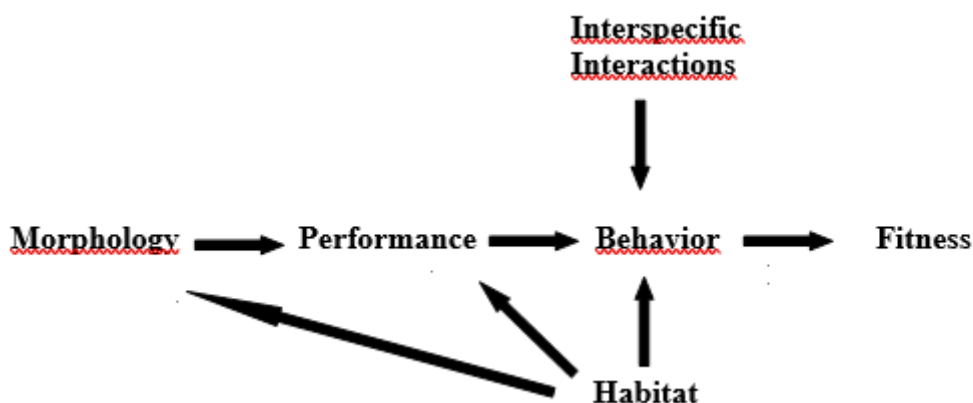 Interspecific
Interactions
Morphology Performance Behavior Fitness
Habitat